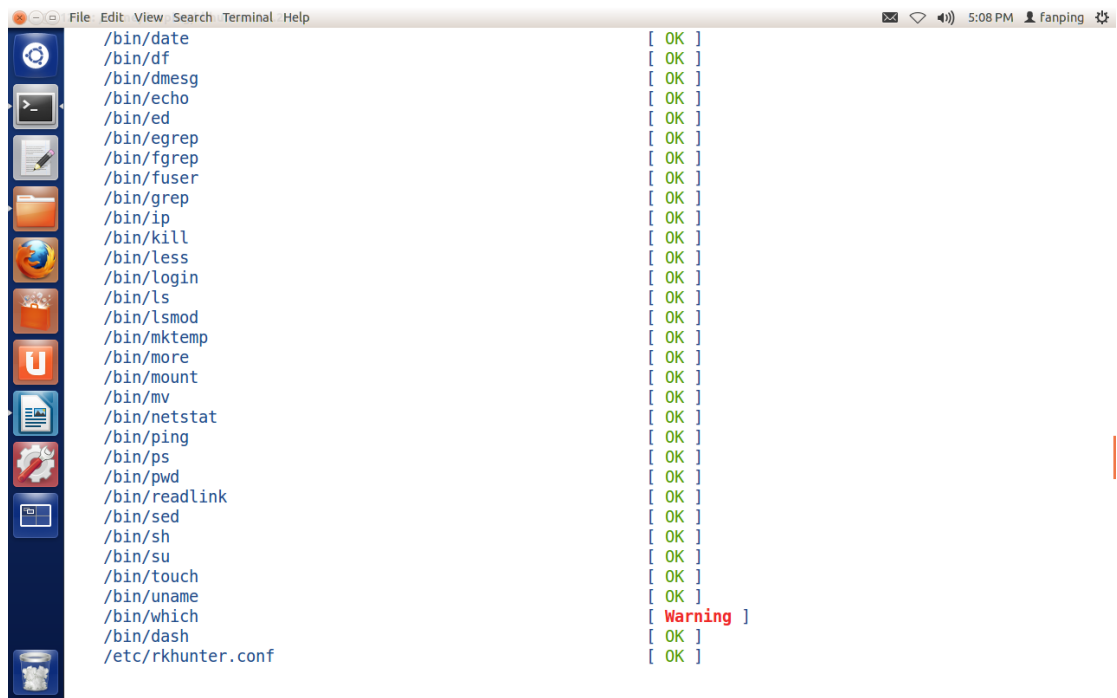 File Edit View Search Terminal Help 5:08 PM fanping
/bin/date [ OK ]
/bin/df [ OK ]
/bin/dmesg [ OK ]
/bin/echo [ OK ]
/bin/ed [ OK ]
/bin/egrep [ OK ]
/bin/fgrep [ OK ]
/bin/fuser [ OK ]
/bin/grep [ OK ]
/bin/ip [ OK ]
/bin/kill [ OK ]
/bin/less [ OK ]
/bin/login [ OK ]
/bin/ls [ OK ]
/bin/lsmod [ OK ]
/bin/mktemp [ OK ]
/bin/more [ OK ]
/bin/mount [ OK ]
/bin/mv [ OK ]
/bin/netstat [ OK ]
/bin/ping [ OK ]
/bin/ps [ OK ]
/bin/pwd [ OK ]
/bin/readlink [ OK ]
/bin/sed [ OK ]
/bin/sh [ OK ]
/bin/su [ OK ]
/bin/touch [ OK ]
/bin/uname [ OK ]
/bin/which [ Warning ]
/bin/dash [ OK ]
/etc/rkhunter.conf [ OK ]